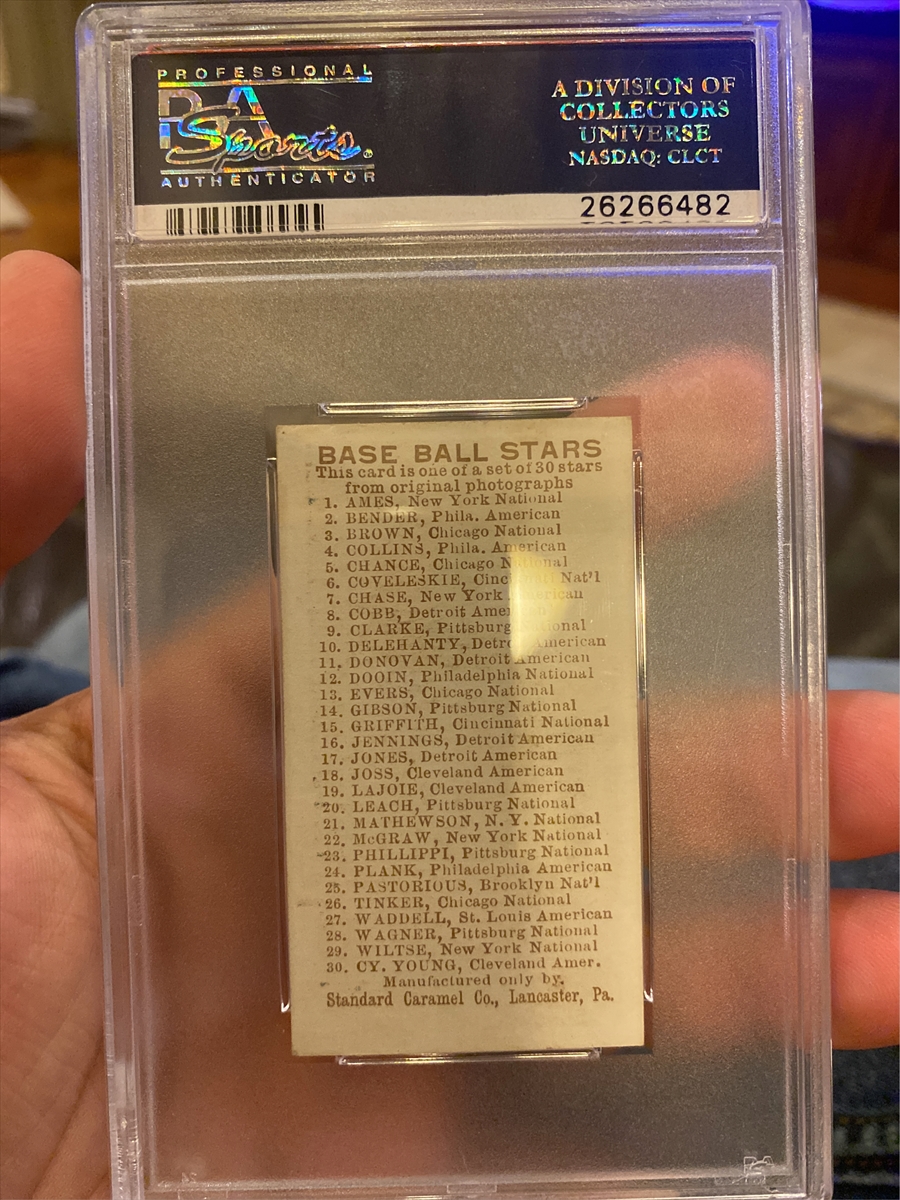 PROFESSIONAL
PSA
Sports
AUTHENTICATOR
A DIVISION OF
COLLECTORS
UNIVERSE
NASDAQ: CLCT
26266482
BASE BALL STARS
This card is one of a set of 30 stars
from original photographs
1. AMES, New York National
2. BENDER, Phila. American
3. BROWN, Chicago National
4. COLLINS, Phila. American
5. CHANCE, Chicago National
6. COVELESKIE, Cincinnati Nat'l
7. CHASE, New York American
8. COBB, Detroit
9. CLARKE, Pittsburg National
10. DELEHANTY, Detroit American
11. DONOVAN, Detroit American
12. DOOIN, Philadelphia National
13. EVERS, Chicago National
14. GIBSON, Pittsburg National
15. GRIFFITH, Cincinnati National
16. JENNINGS, Detroit American
17. JONES, Detroit American
18. JOSS, Cleveland American
19. LAJOIE, Cleveland American
20. LEACH, Pittsburg National
21. MATHEWSON, N. Y. National
22. McGRAW, New York National
23. PHILLIPPI, Pittsburg National
24. PLANK, Philadelphia American
25. PASTORIOUS, Brooklyn Nat'l
26. TINKER, Chicago National
27. WADDELL, St. Louis American
28. WAGNER, Pittsburg National
29. WILTSE, New York National
30. CY. YOUNG, Cleveland Amer.
Manufactured only by.
Standard Caramel Co., Lancaster, Pa.